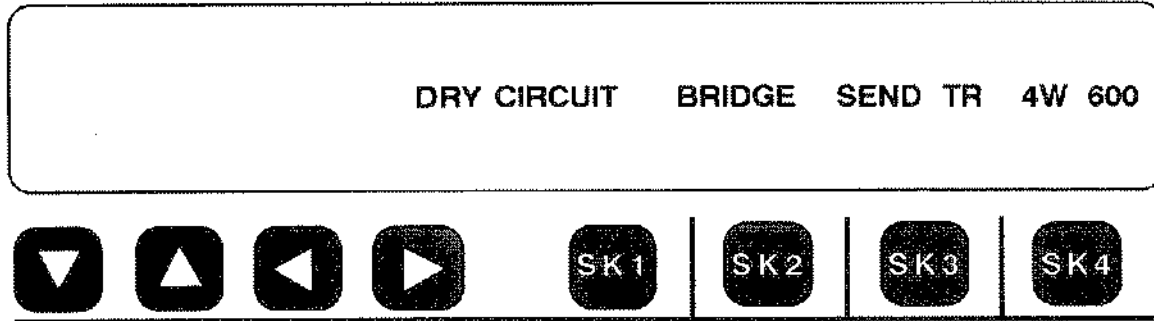 DRY CIRCUIT BRIDGE SEND TR 4W 600
SK1 SK2 SK3 SK4